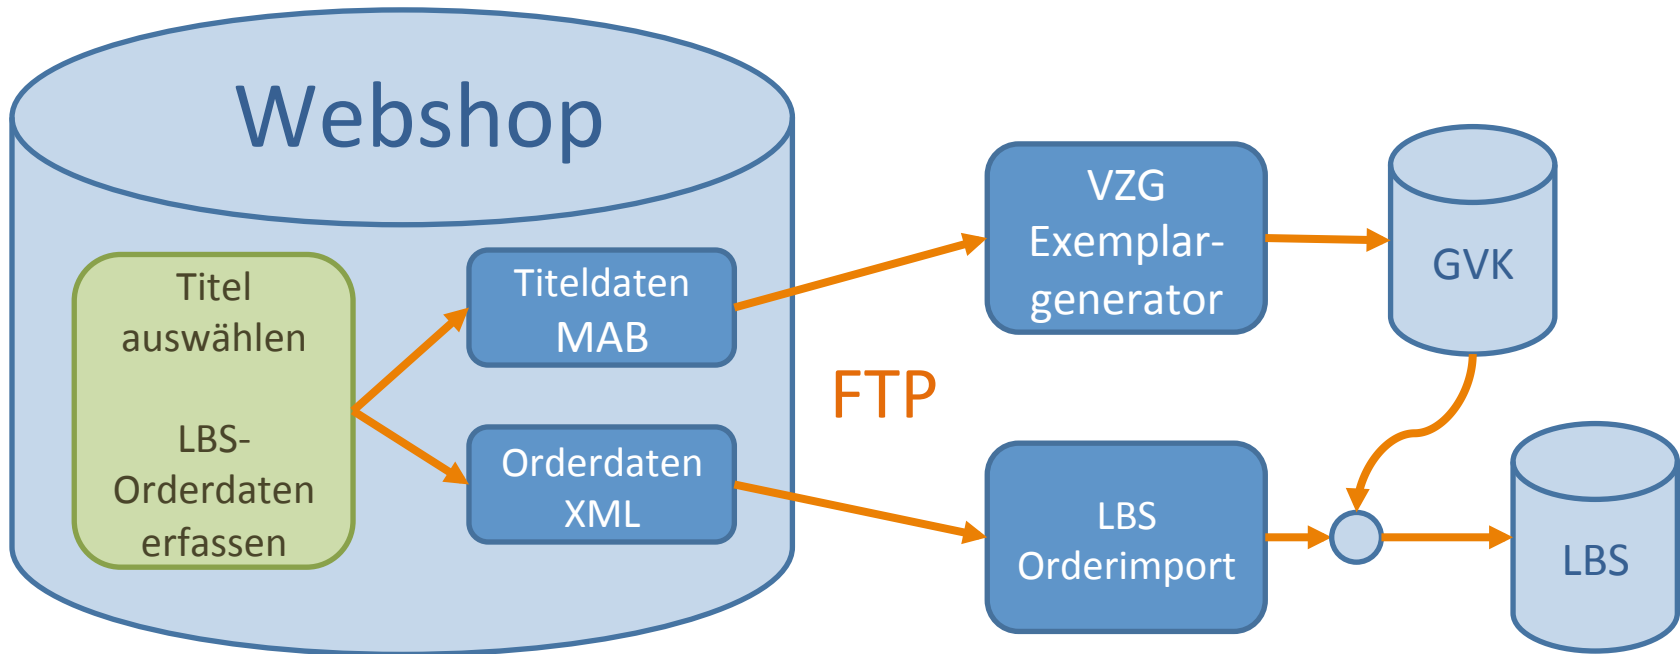 Webshop
Titel
auswählen
LBS-
Orderdaten
erfassen
Titeldaten
MAB
Orderdaten
XML
FTP
VZG
Exemplar-
generator
LBS
Orderimport
GVK
LBS